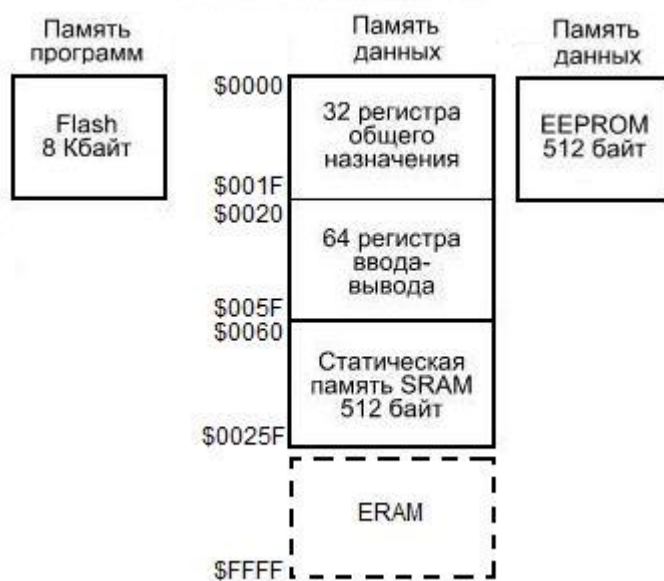 Память
программ
Flash
8 Кбайт
Память
данных
$0000
32 регистра
общего
назначения
$001F
$0020
64 регистра
ввода-
вывода
$005F
$0060
Статическая
память SRAM
512 байт
$0025F
ERAM
$FFFF
Память
данных
EEPROM
512 байт